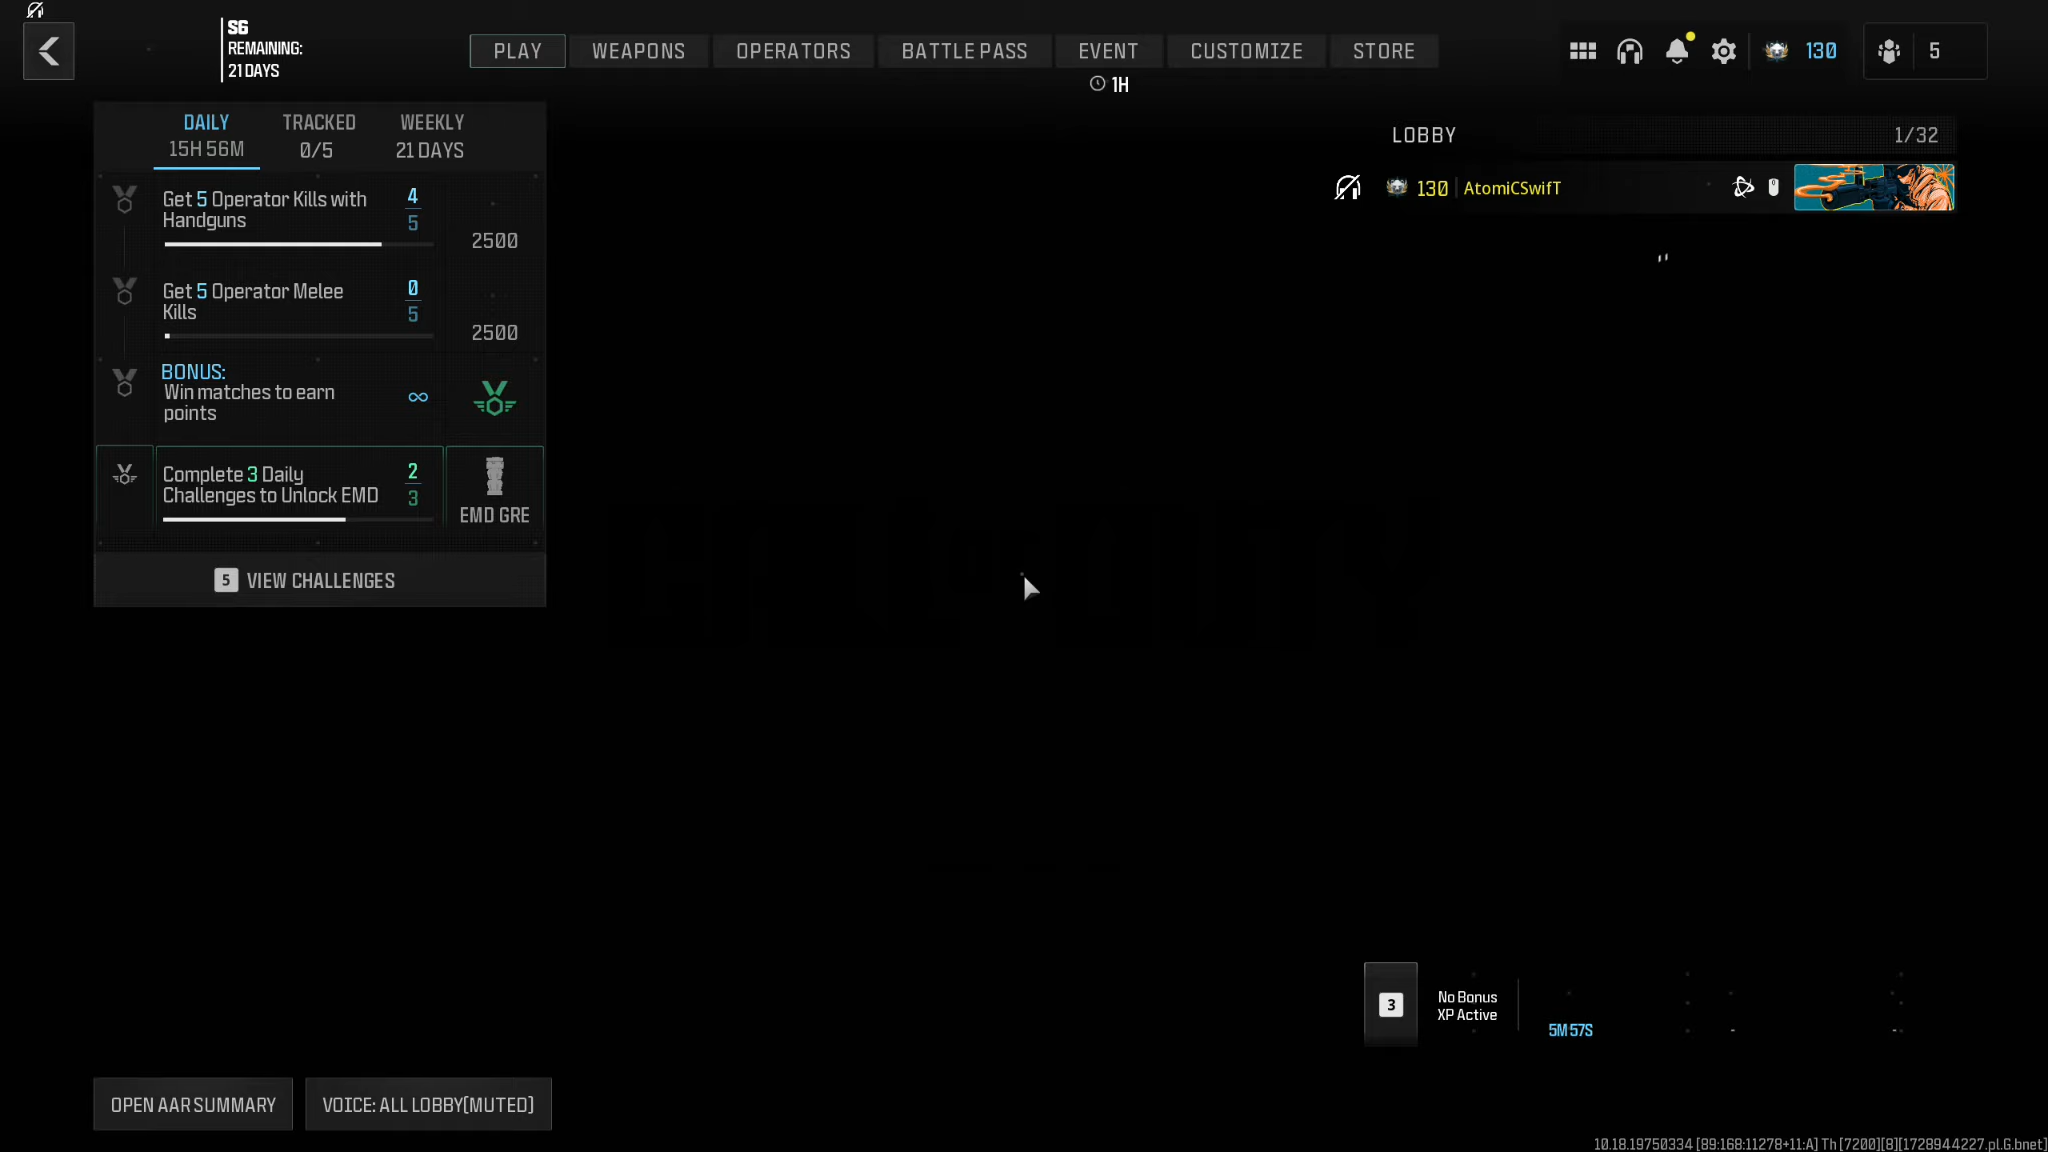 S6
REMAINING:
21 DAYS
PLAY
WEAPONS
OPERATORS
BATTLE PASS
EVENT
CUSTOMIZE
STORE
130
5
1H
DAILY
15H 56M
TRACKED
0/5
WEEKLY
21 DAYS
Get 5 Operator Kills with
Handguns
4
5
2500
Get 5 Operator Melee
Kills
0
5
2500
BONUS:
Win matches to earn
points
∞
Complete 3 Daily
Challenges to Unlock EMD
2
3
EMD GRE
5 VIEW CHALLENGES
LOBBY
1/32
130 AtomiCSwifT
3
No Bonus
XP Active
5M 57S
OPEN AAR SUMMARY
VOICE: ALL LOBBY[MUTED]
10.18.19750334 [89:168:11278+11:A] Th [7200][8][1728944227.pl.G.bnet]